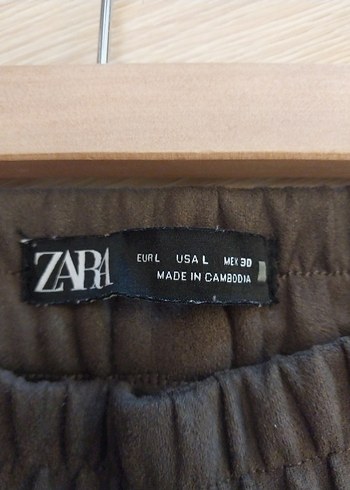 ZARA
EUR L USA L MEX 30
MADE IN CAMBODIA